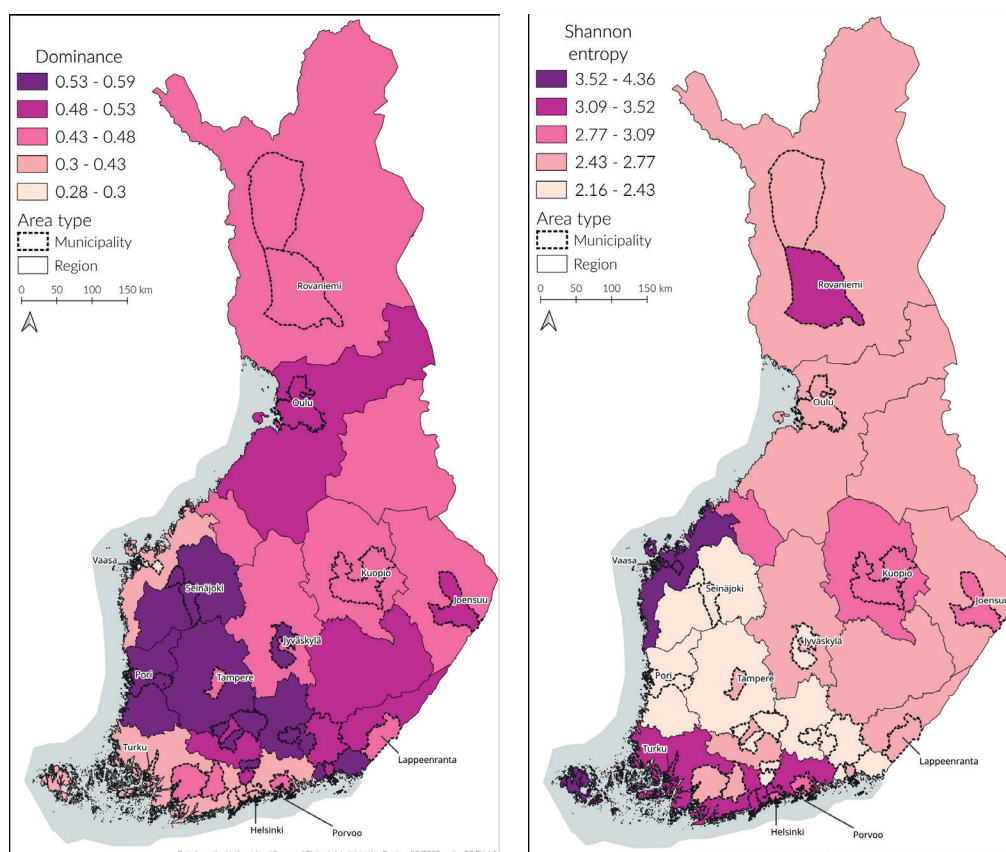 Dominance
0.53 - 0.59
0.48 - 0.53
0.43 - 0.48
0.3 - 0.43
0.28 - 0.3
Area type
Municipality
Region
0 50 100 150 km
Rovaniemi
Oulu
Vaasa
Seinäjoki
Kuopio
Joensuu
Jyväskylä
Pori
Tampere
Turku
Lappeenranta
Helsinki
Porvoo
Shannon
entropy
3.52 - 4.36
3.09 - 3.52
2.77 - 3.09
2.43 - 2.77
2.16 - 2.43
Area type
Municipality
Region
0 50 100 150 km
Rovaniemi
Oulu
Vaasa
Seinäjoki
Kuopio
Joensuu
Jyväskylä
Pori
Tampere
Turku
Lappeenranta
Helsinki
Porvoo